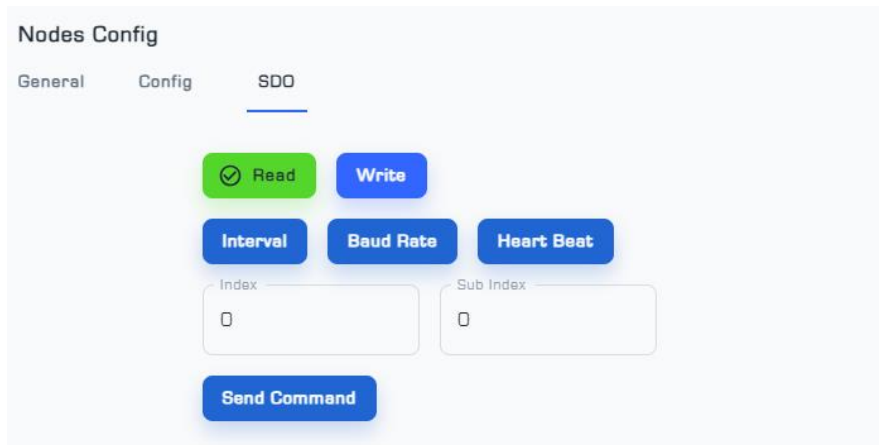 Nodes Config
General Config SDO
Read Write
Interval Baud Rate Heart Beat
Index Sub Index
0 0
Send Command